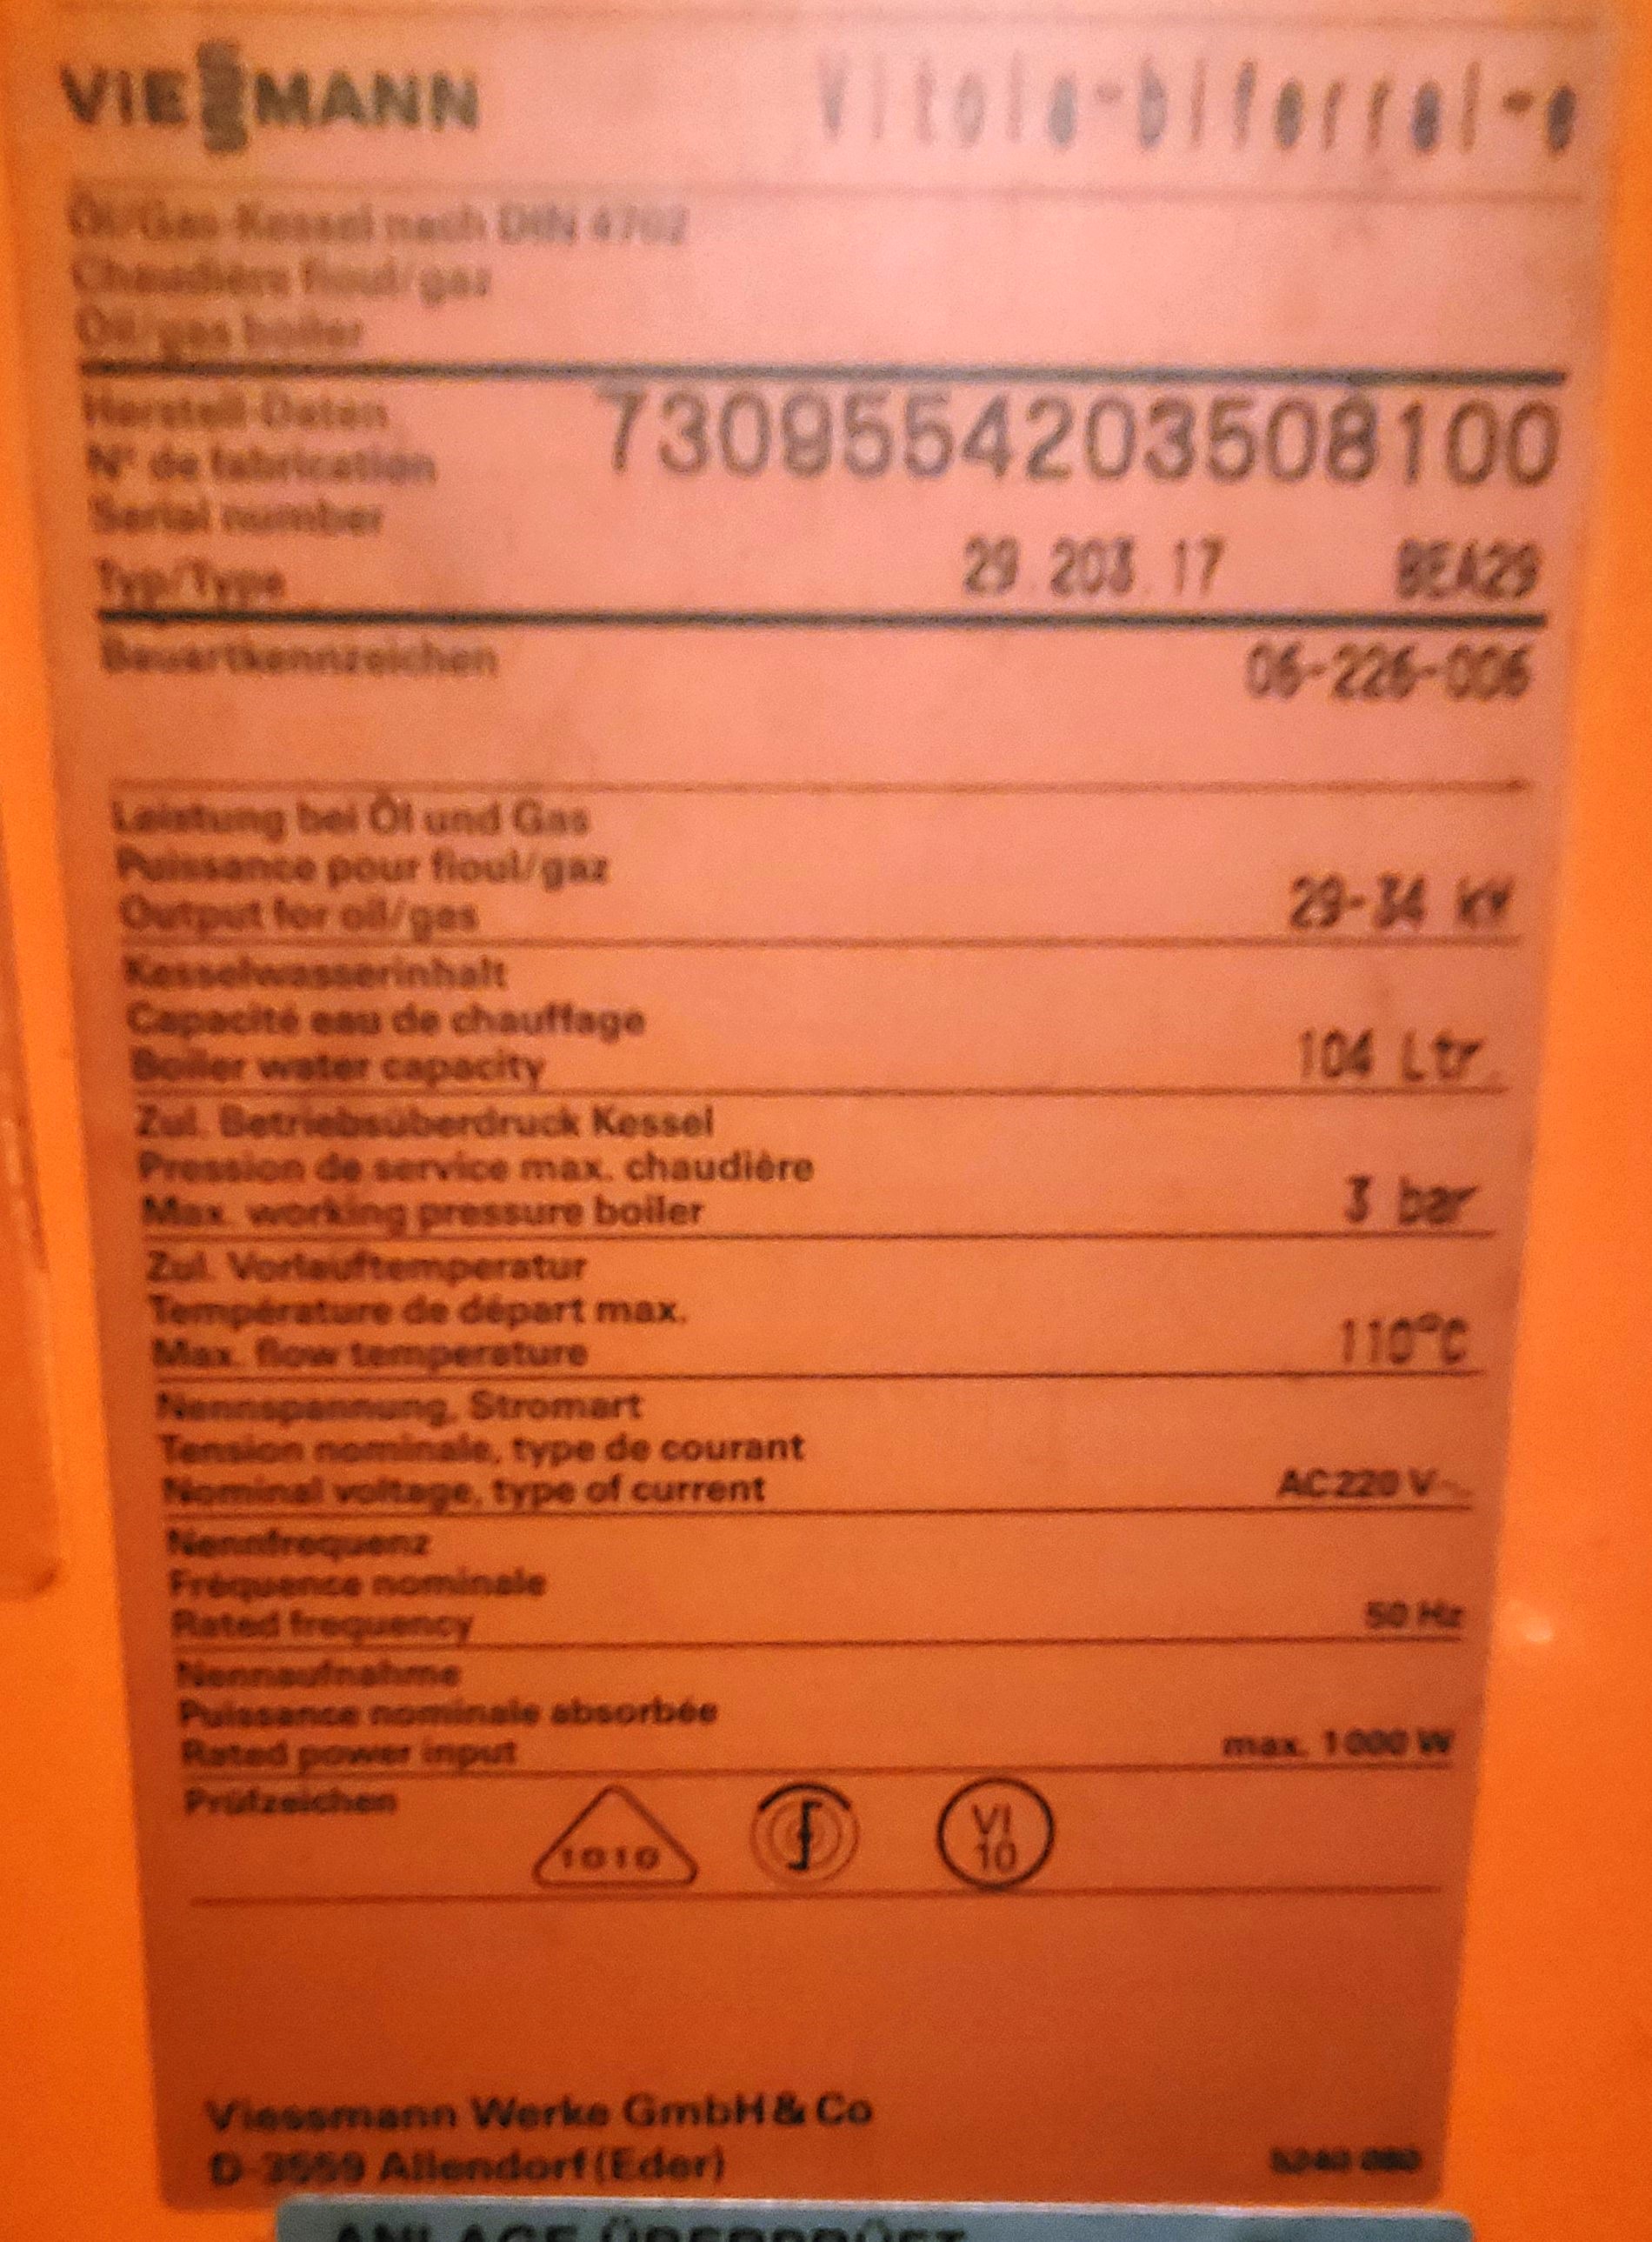 VIESSMANN Vitola-biferral-e
Öl/Gas-Kessel nach DIN 4702
Chaudière fioul/gaz
Oil/gas boiler
Herstell-Daten
N° de fabrication
Serial number
7309554203508100
Typ/Type 29.203.17 BEA29
Bauartkennzeichen 06-226-006
Leistung bei Öl und Gas
Puissance pour fioul/gaz
Output for oil/gas 29-34 kW
Kesselwasserinhalt
Capacité eau de chauffage
Boiler water capacity 104 Ltr.
Zul. Betriebsüberdruck Kessel
Pression de service max. chaudière
Max. working pressure boiler 3 bar
Zul. Vorlauftemperatur
Température de départ max.
Max. flow temperature 110°C
Nennspannung, Stromart
Tension nominale, type de courant
Nominal voltage, type of current AC 220 V~
Nennfrequenz
Fréquence nominale
Rated frequency 50 Hz
Nennaufnahme
Puissance nominale absorbée
Rated power input max. 1000 W
Prüfzeichen
1010
VI
10
Viessmann Werke GmbH & Co
D-3559 Allendorf (Eder) 5240 080
ANLAGE ÜBERPRÜFT